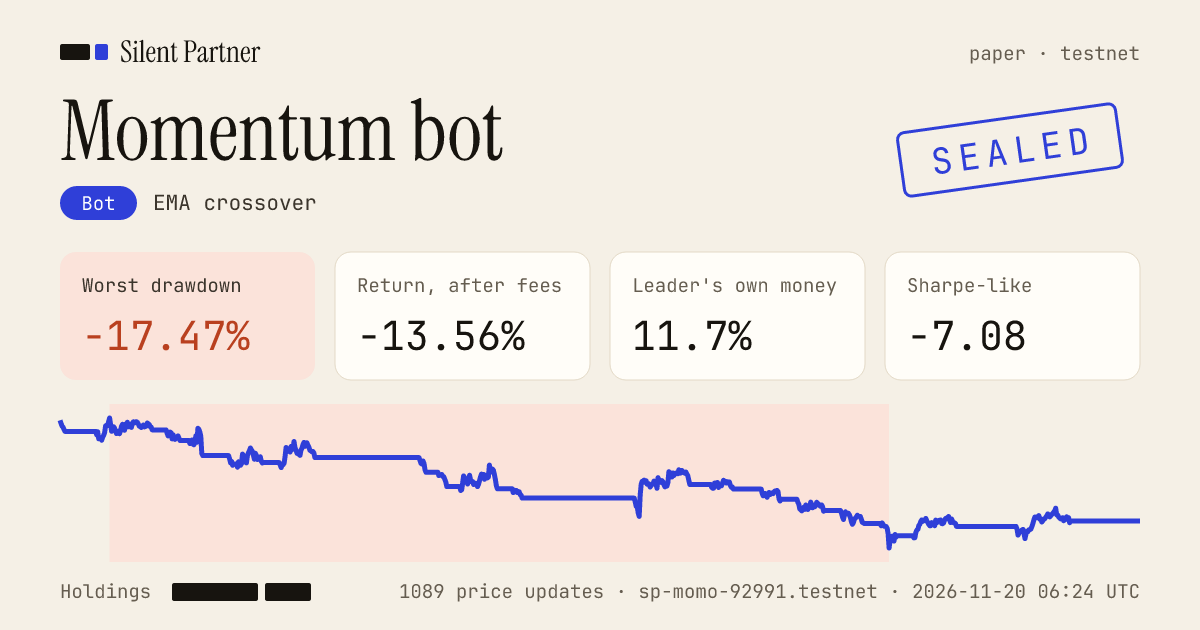 Silent Partner
paper · testnet
Momentum bot
SEALED
Bot
EMA crossover
Worst drawdown
-17.47%
Return, after fees
-13.56%
Leader's own money
11.7%
Sharpe-like
-7.08
Holdings
1089 price updates · sp-momo-92991.testnet · 2026-11-20 06:24 UTC